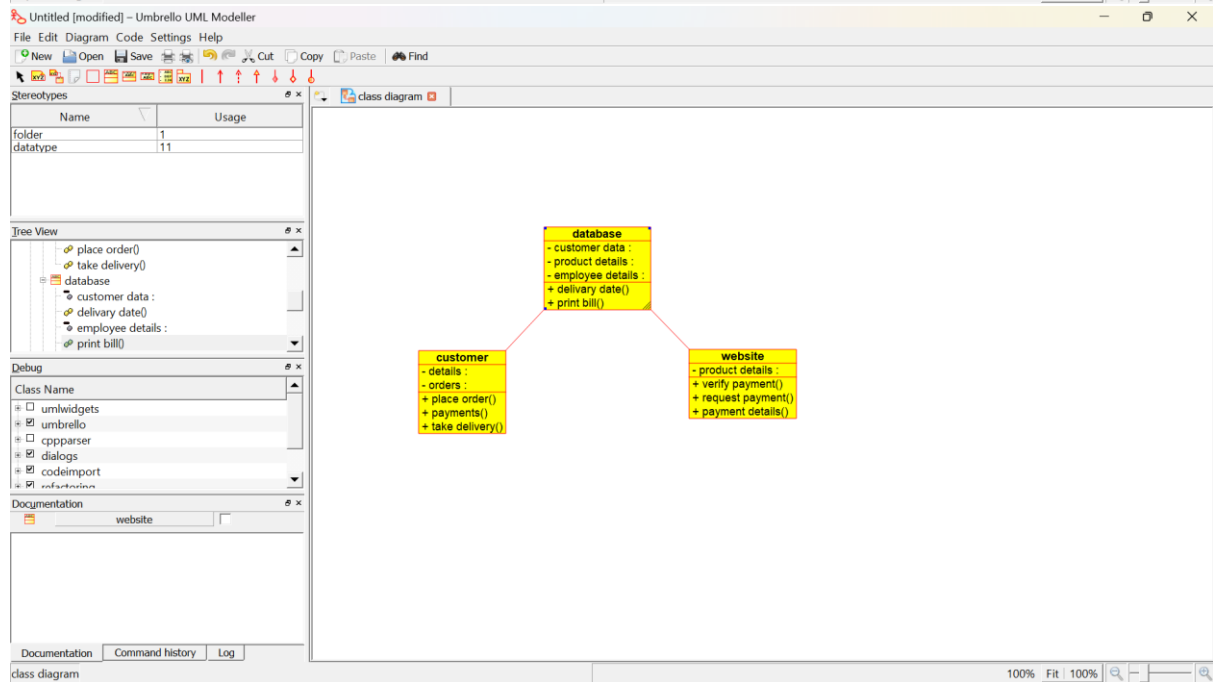 Untitled [modified] – Umbrello UML Modeller
File Edit Diagram Code Settings Help
New Open Save Cut Copy Paste Find
Stereotypes
class diagram
Name Usage
folder 1
datatype 11
Tree View
place order()
take delivery()
database
customer data :
delivary date()
employee details :
print bill()
Debug
Class Name
umlwidgets
umbrello
cppparser
dialogs
codeimport
refactoring
Documentation
website
Documentation Command history Log
class diagram
100% Fit 100%
database
- customer data :
- product details :
- employee details :
+ delivary date()
+ print bill()
customer
- details :
- orders :
+ place order()
+ payments()
+ take delivery()
website
- product details :
+ verify payment()
+ request payment()
+ payment details()